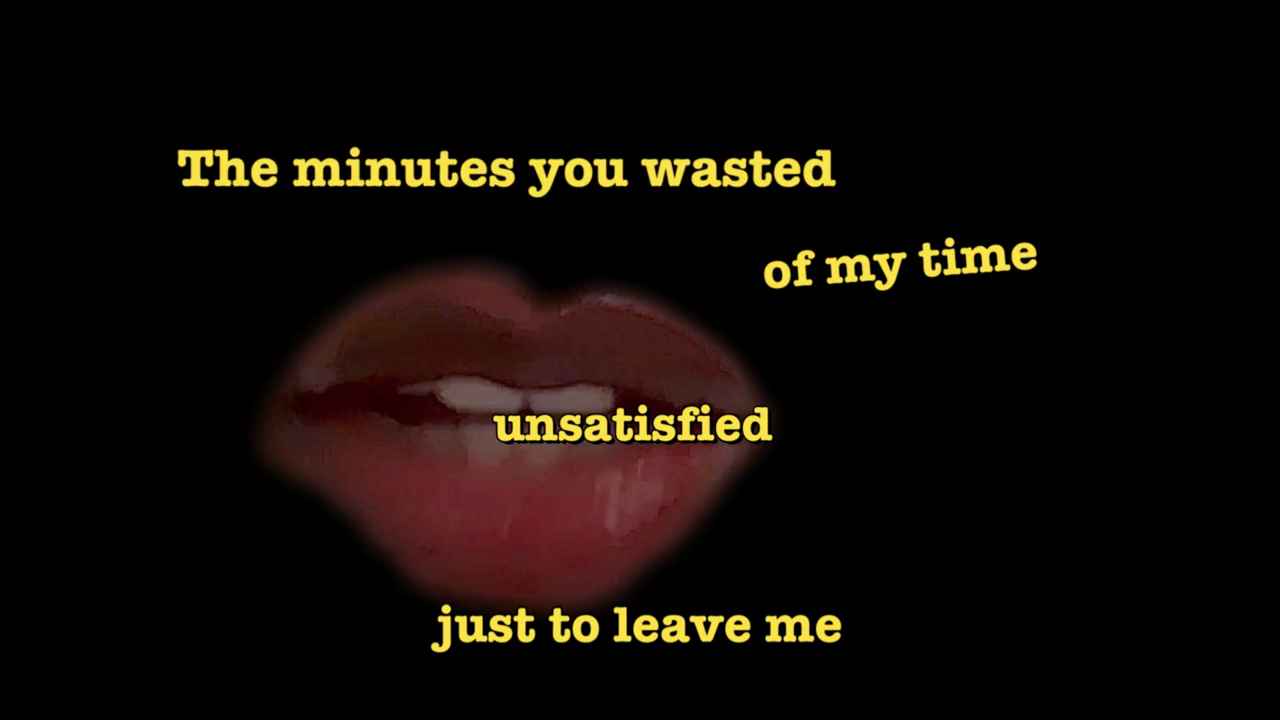 The minutes you wasted
of my time
unsatisfied
just to leave me